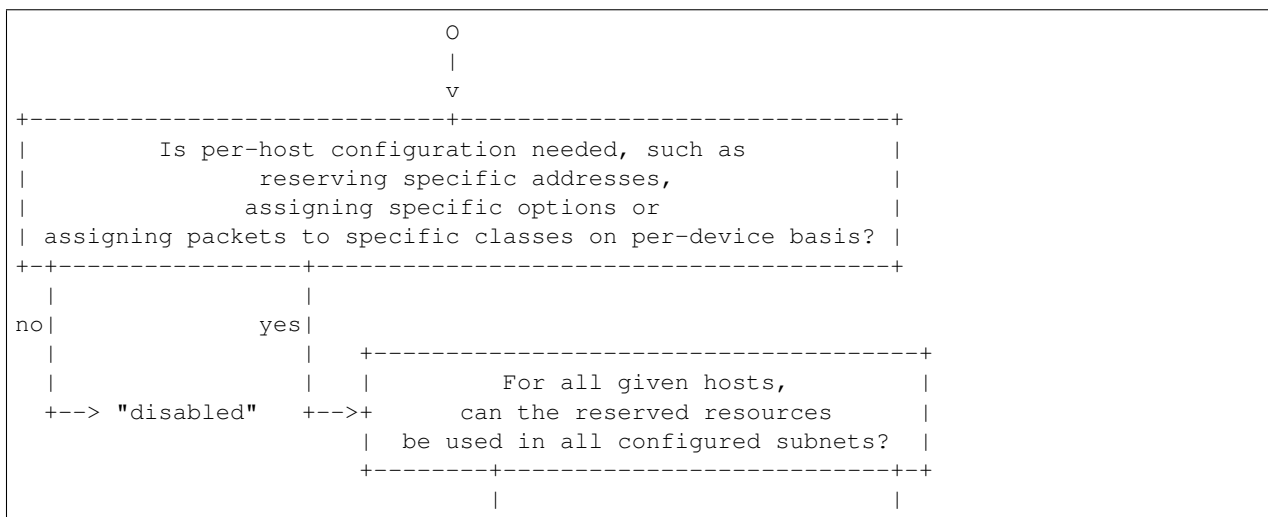 O
|
v
+-----------------------------+------------------------------+
|         Is per-host configuration needed, such as          |
|                reserving specific addresses,               |
|               assigning specific options or                |
| assigning packets to specific classes on per-device basis? |
+-+-----------------+----------------------------------------+
  |                 |
no|              yes|
  |                 |   +--------------------------------------+
  |                 |   |         For all given hosts,         |
  +--> "disabled"   +-->+      can the reserved resources      |
                        |  be used in all configured subnets?  |
                        +--------+---------------------------+-+
                                 |                           |